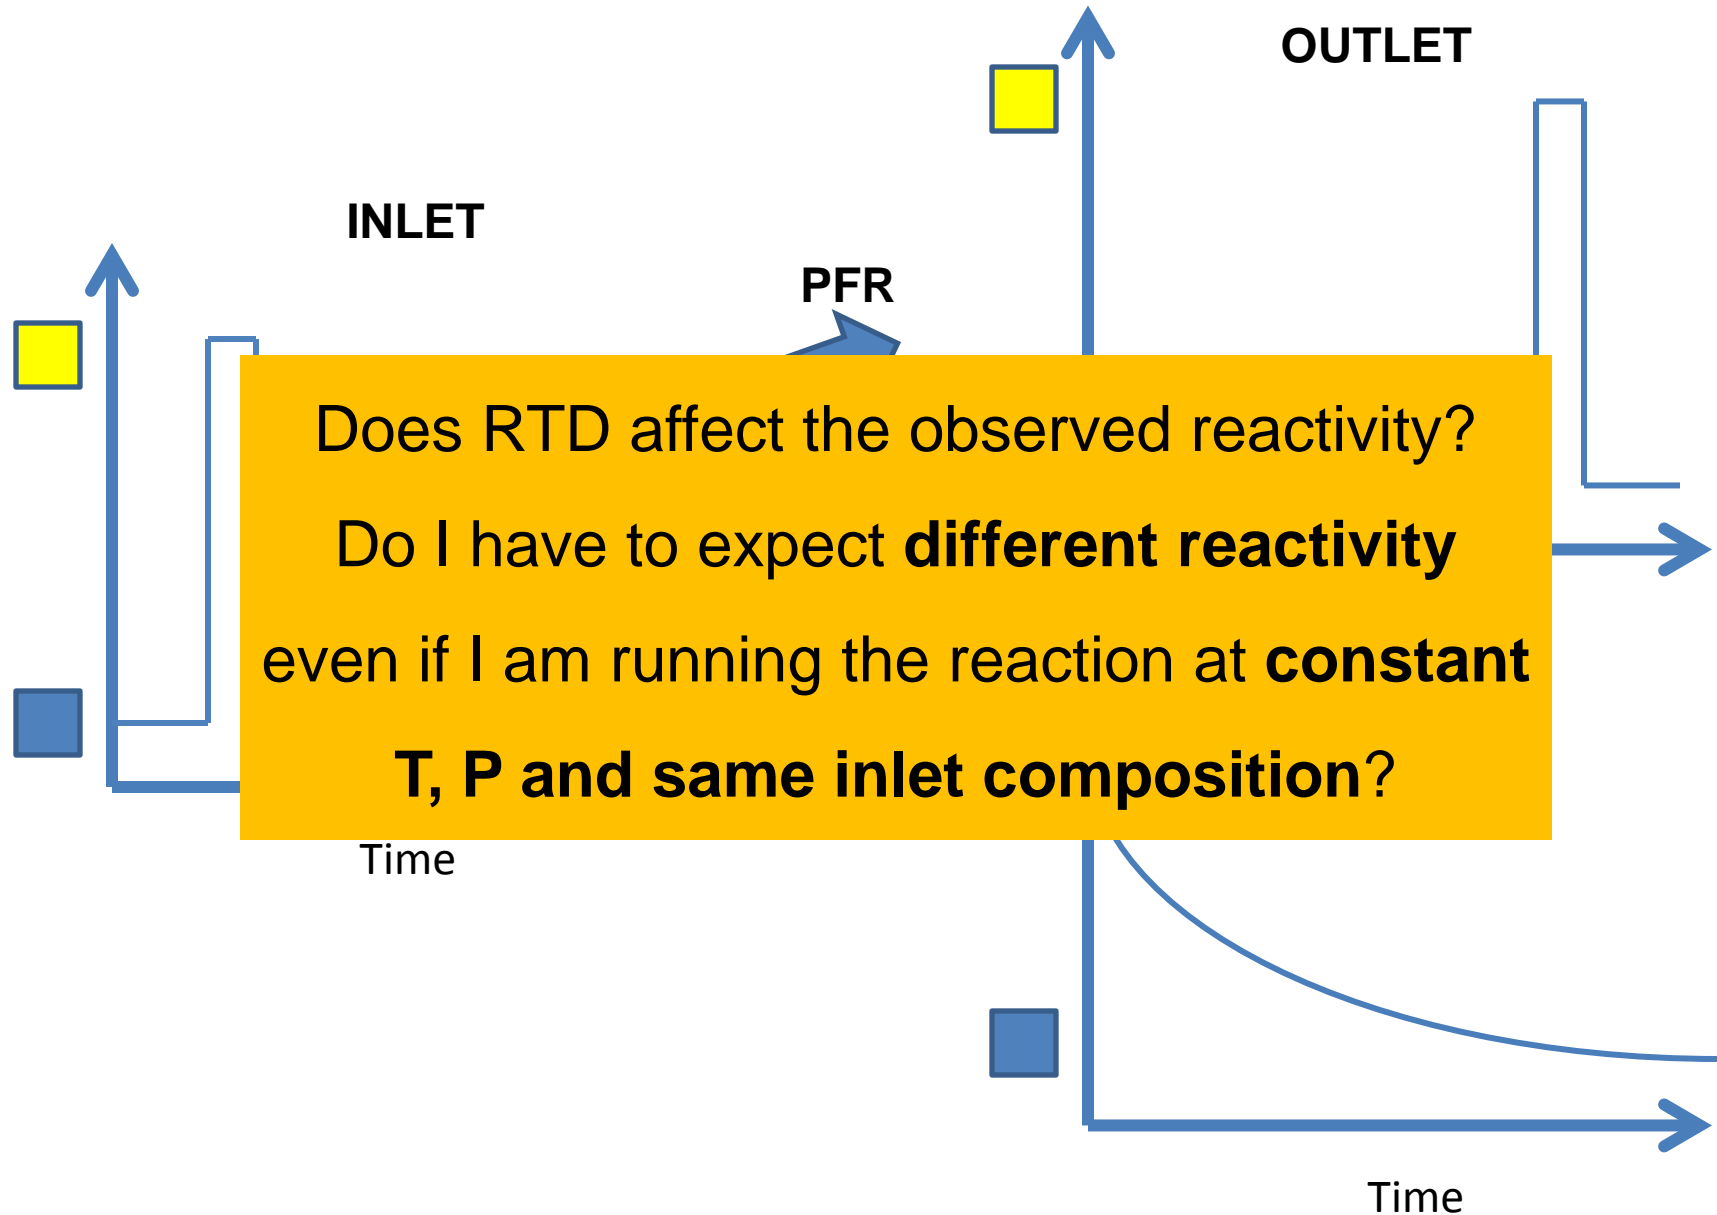 OUTLET
INLET
PFR
Does RTD affect the observed reactivity?
Do I have to expect different reactivity
even if I am running the reaction at constant
T, P and same inlet composition?
Time
Time